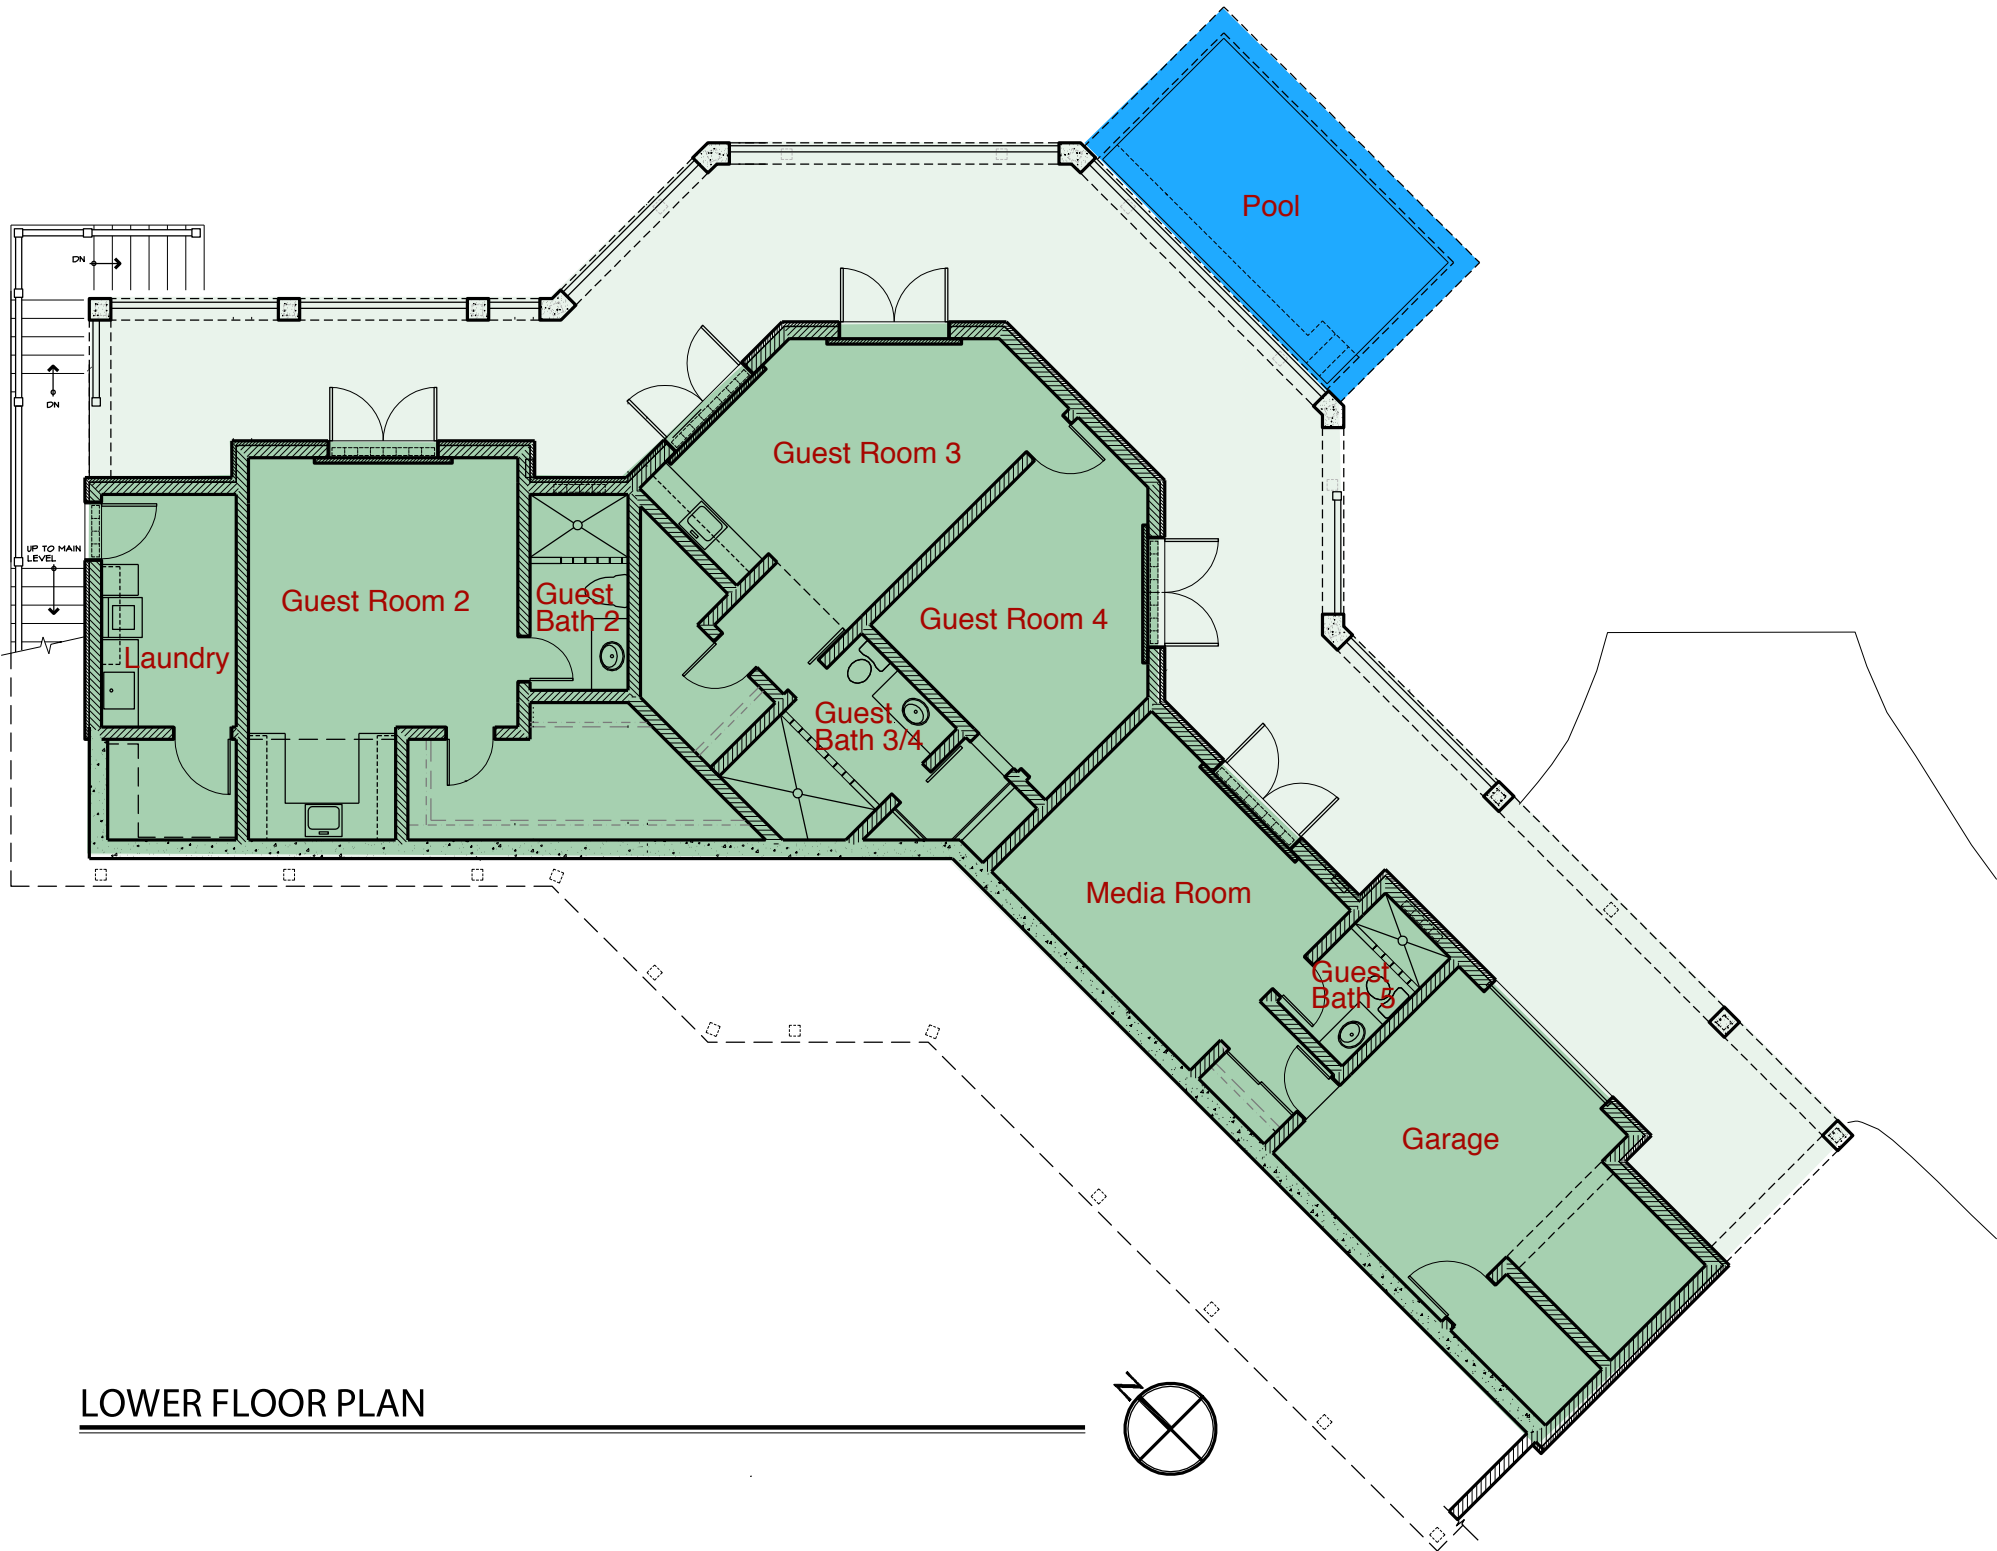 Pool
DN
DN
UP TO MAIN
LEVEL
Guest Room 3
Guest Room 2
Guest
Bath 2
Guest Room 4
Laundry
Guest
Bath 3/4
Media Room
Guest
Bath 5
Garage
LOWER FLOOR PLAN
N